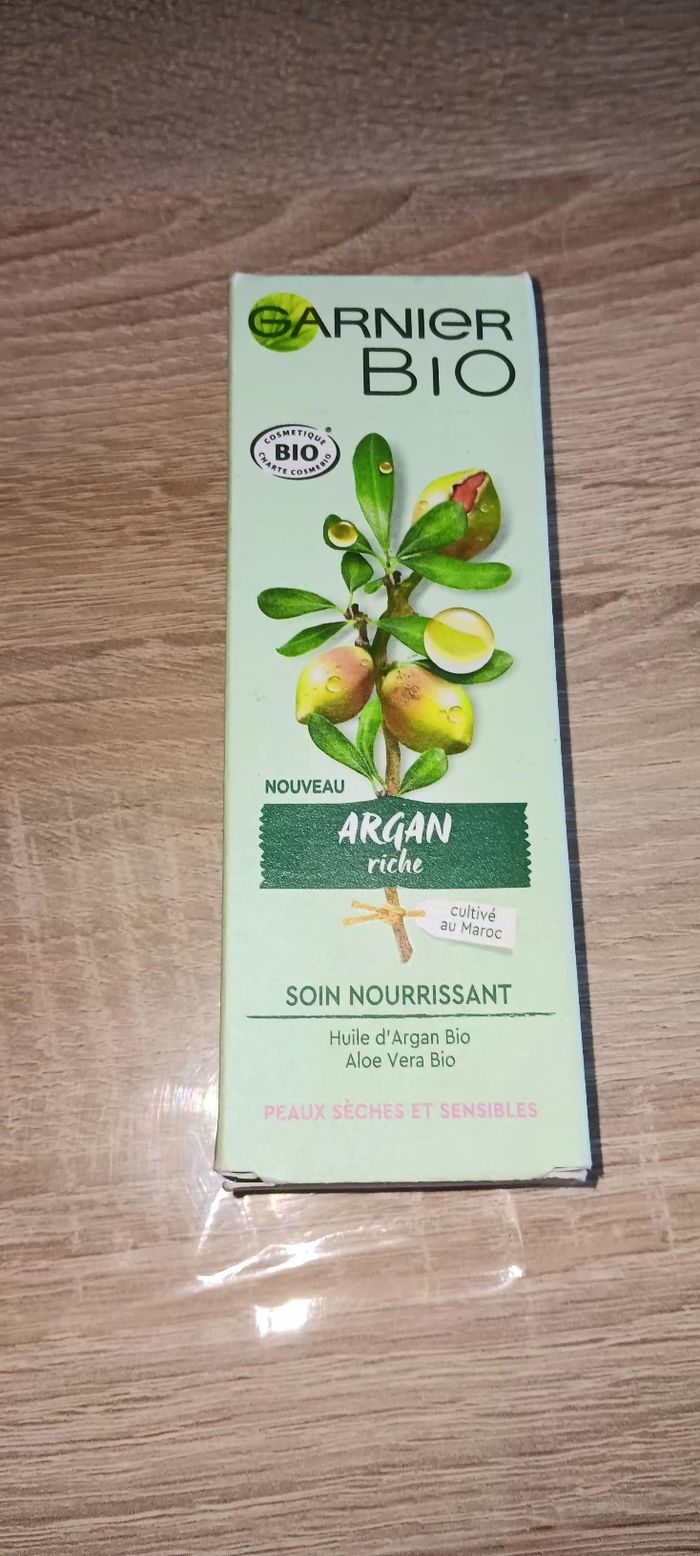 GARNIER
BIO
COSMETIQUE
BIO
CHARTE COSMEBIO
NOUVEAU
ARGAN
riche
cultivé
au Maroc
SOIN NOURRISSANT
Huile d'Argan Bio
Aloe Vera Bio
PEAUX SÈCHES ET SENSIBLES